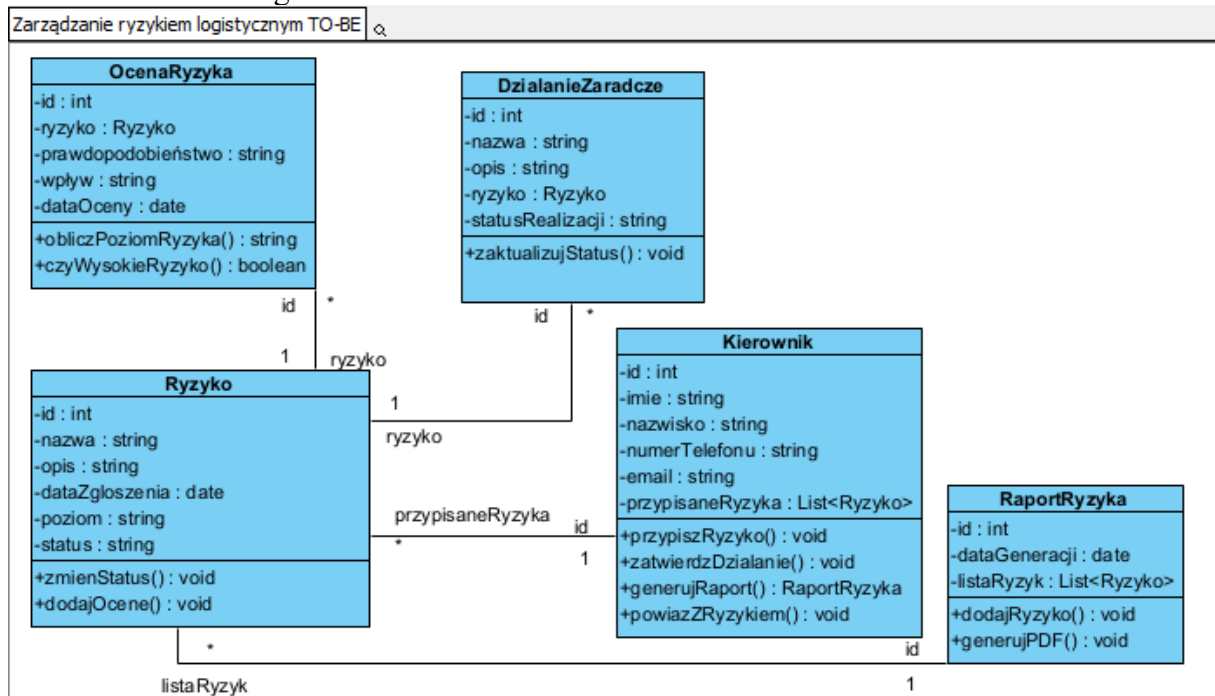 Zarządzanie ryzykiem logistycznym TO-BE
OcenaRyzyka
-id : int
-ryzyko : Ryzyko
-prawdopodobieństwo : string
-wpływ : string
-dataOceny : date
+obliczPoziomRyzyka() : string
+czyWysokieRyzyko() : boolean
DzialanieZaradcze
-id : int
-nazwa : string
-opis : string
-ryzyko : Ryzyko
-statusRealizacji : string
+zaktualizujStatus() : void
id *
1 ryzyko
id *
1
ryzyko
Ryzyko
-id : int
-nazwa : string
-opis : string
-dataZgloszenia : date
-poziom : string
-status : string
+zmienStatus() : void
+dodajOcene() : void
przypisaneRyzyka id
* 1
Kierownik
-id : int
-imie : string
-nazwisko : string
-numerTelefonu : string
-email : string
-przypisaneRyzyka : List<Ryzyko>
+przypiszRyzyko() : void
+zatwierdzDzialanie() : void
+generujRaport() : RaportRyzyka
+powiazZRyzykiem() : void
RaportRyzyka
-id : int
-dataGeneracji : date
-listaRyzyk : List<Ryzyko>
+dodajRyzyko() : void
+generujPDF() : void
* id
listaRyzyk 1